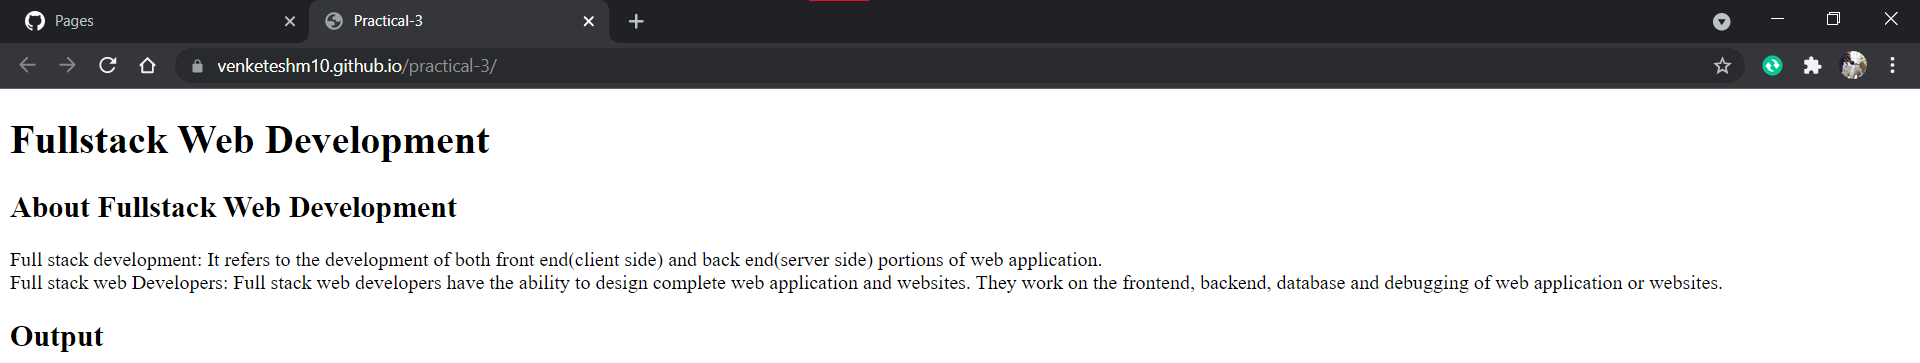 Pages
Practical-3
venketeshm10.github.io/practical-3/
Fullstack Web Development
About Fullstack Web Development
Full stack development: It refers to the development of both front end(client side) and back end(server side) portions of web application.
Full stack web Developers: Full stack web developers have the ability to design complete web application and websites. They work on the frontend, backend, database and debugging of web application or websites.
Output